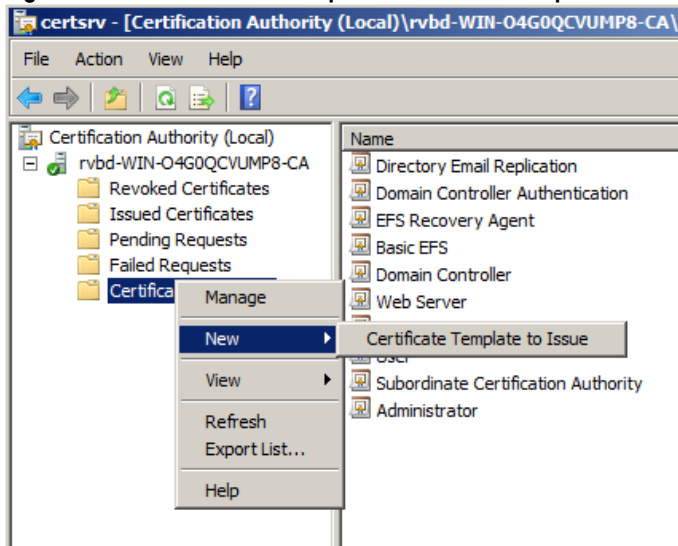 certsrv - [Certification Authority (Local)\rvbd-WIN-O4G0QCVUMP8-CA\
File Action View Help
Certification Authority (Local)
rvbd-WIN-O4G0QCVUMP8-CA
Revoked Certificates
Issued Certificates
Pending Requests
Failed Requests
Certifica
Manage
New
View
Refresh
Export List...
Help
Certificate Template to Issue
Name
Directory Email Replication
Domain Controller Authentication
EFS Recovery Agent
Basic EFS
Domain Controller
Web Server
User
Subordinate Certification Authority
Administrator